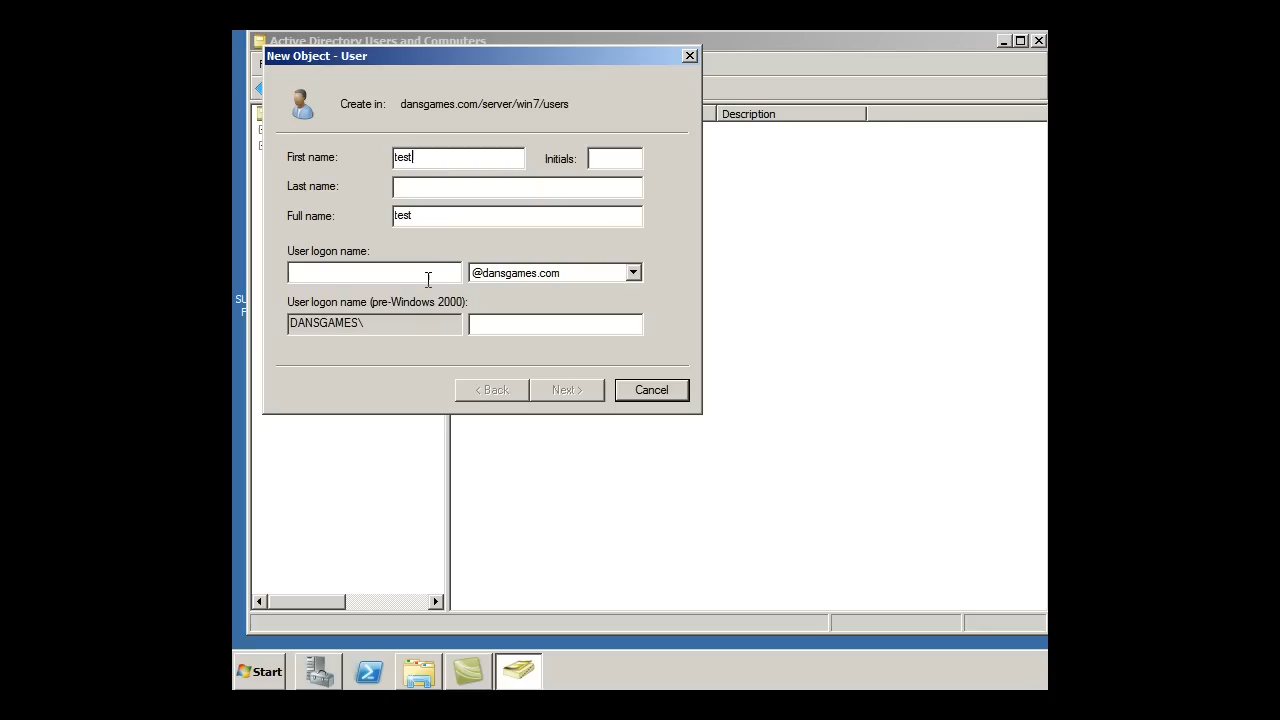 Active Directory Users and Computers
New Object - User
Create in: dansgames.com/server/win7/users
Description
First name: test Initials:
Last name:
Full name: test
User logon name:
@dansgames.com
User logon name (pre-Windows 2000):
DANSGAMES\
< Back Next > Cancel
Start